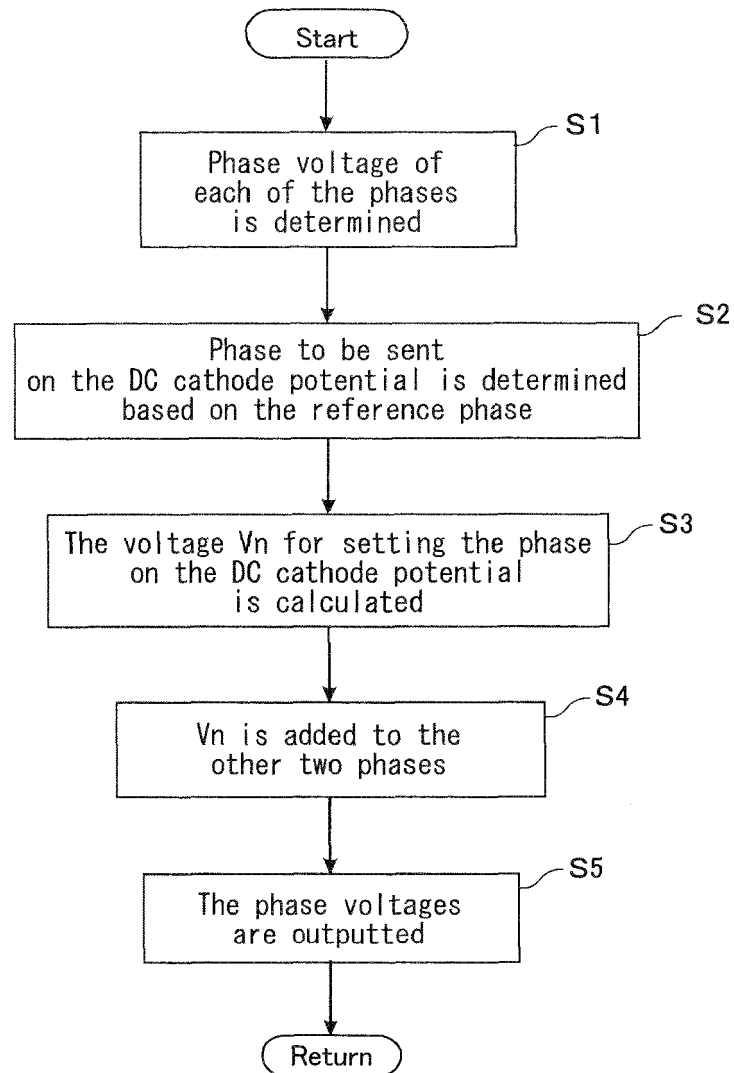 Start
S1
Phase voltage of
each of the phases
is determined
S2
Phase to be sent
on the DC cathode potential is determined
based on the reference phase
S3
The voltage Vn for setting the phase
on the DC cathode potential
is calculated
S4
Vn is added to the
other two phases
S5
The phase voltages
are outputted
Return